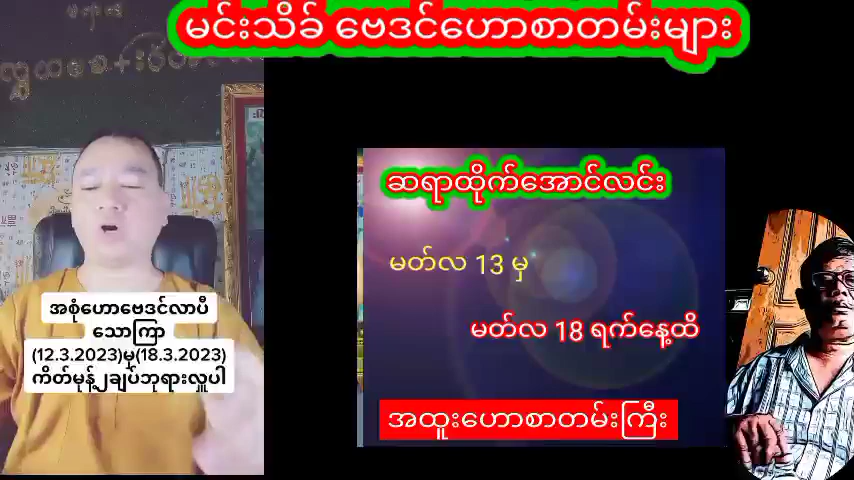 မင်းသိခ် ဗေဒင်ဟောစာတမ်းများ
ဆရာထိုက်အောင်လင်း
မတ်လ 13 မှ
မတ်လ 18 ရက်နေ့ထိ
အထူးဟောစာတမ်းကြီး
အစုံဟောဗေဒင်လာပီ
သောကြာ
(12.3.2023)မှ(18.3.2023)
ကိတ်မုန့်၂ချပ်ဘုရားလှူပါ